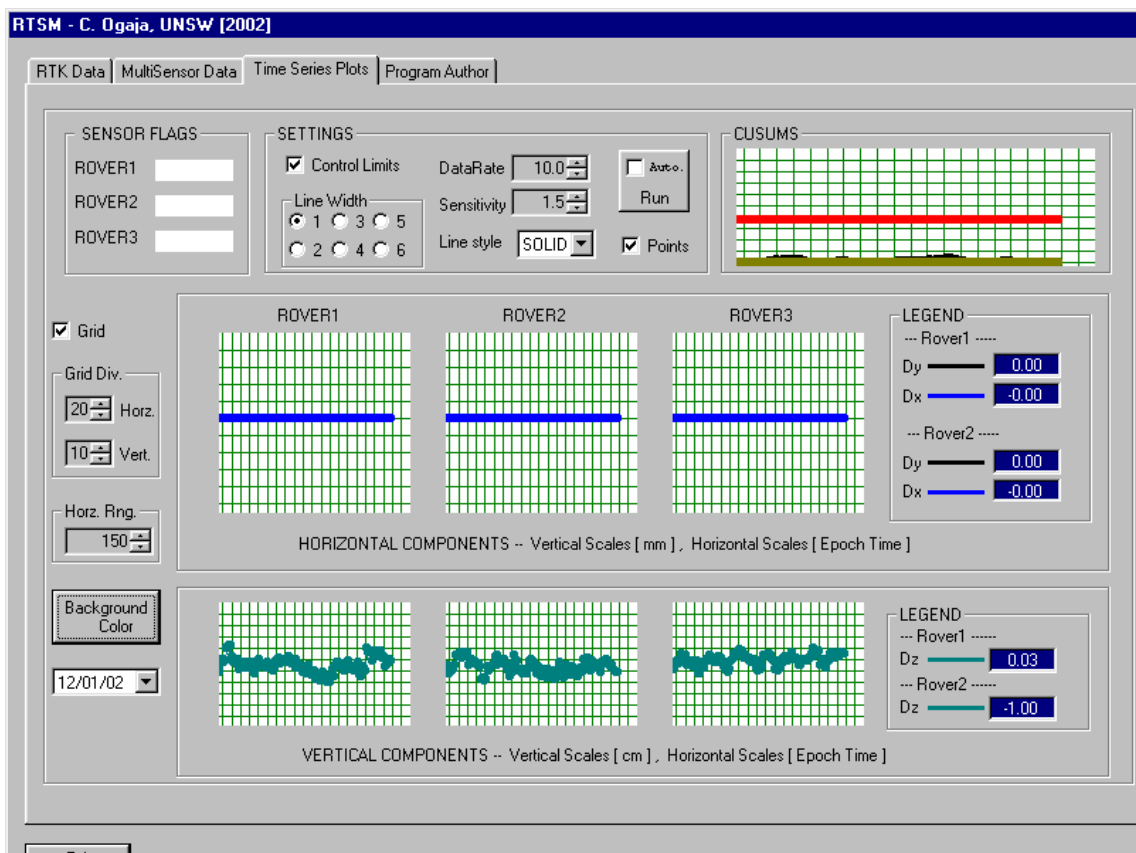 RTSM - C. Ogaja, UNSW [2002]
RTK Data MultiSensor Data Time Series Plots Program Author
SENSOR FLAGS
ROVER1
ROVER2
ROVER3
SETTINGS
Control Limits
Line Width
1 3 5
2 4 6
DataRate 10.0
Sensitivity 1.5
Line style SOLID
Auto.
Run
Points
CUSUMS
Grid
Grid Div.
20 Horz.
10 Vert.
Horz. Rng.
150
Background
Color
12/01/02
ROVER1 ROVER2 ROVER3
LEGEND
--- Rover1 -----
Dy 0.00
Dx -0.00
--- Rover2 -----
Dy 0.00
Dx -0.00
HORIZONTAL COMPONENTS -- Vertical Scales [ mm ] , Horizontal Scales [ Epoch Time ]
LEGEND
--- Rover1 ------
Dz 0.03
--- Rover2 ------
Dz -1.00
VERTICAL COMPONENTS -- Vertical Scales [ cm ] , Horizontal Scales [ Epoch Time ]